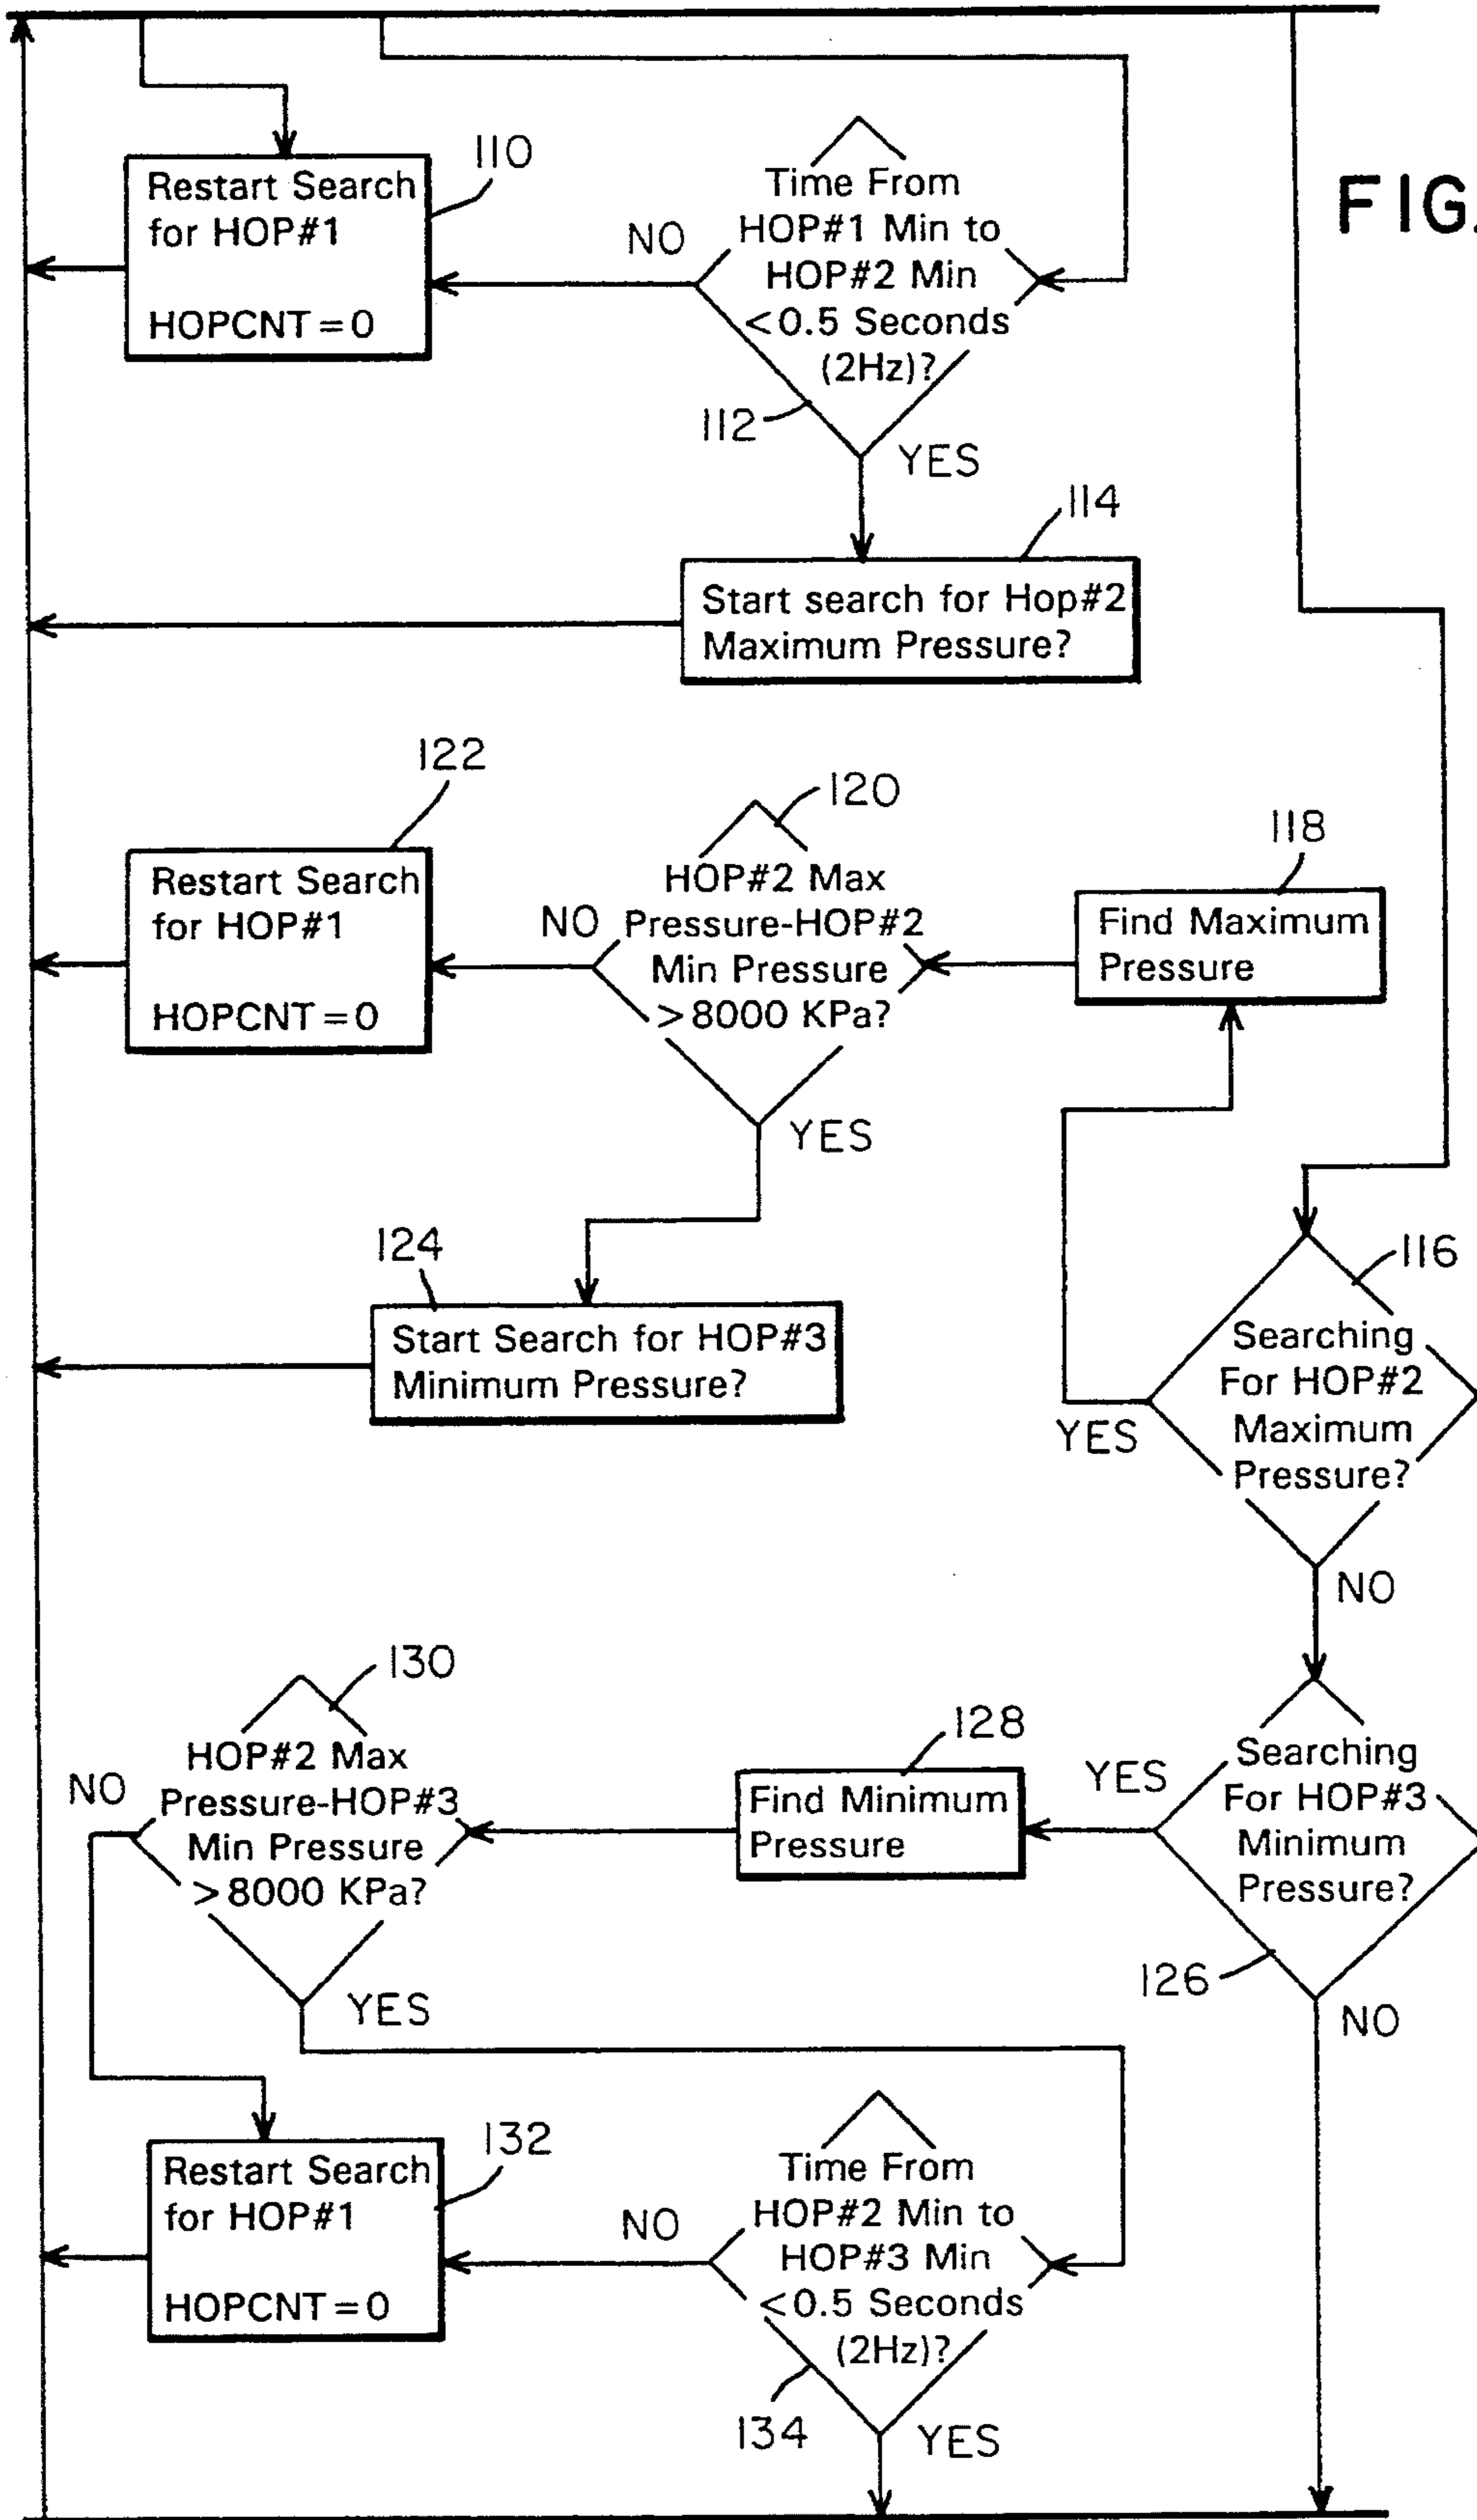 FIG.
110
Restart Search
for HOP#1
HOPCNT=0
NO
Time From
HOP#1 Min to
HOP#2 Min
<0.5 Seconds
(2Hz)?
112
YES
114
Start search for Hop#2
Maximum Pressure?
122
Restart Search
for HOP#1
HOPCNT=0
NO
120
HOP#2 Max
Pressure-HOP#2
Min Pressure
>8000 KPa?
YES
118
Find Maximum
Pressure
124
Start Search for HOP#3
Minimum Pressure?
116
Searching
For HOP#2
Maximum
Pressure?
YES
NO
130
HOP#2 Max
Pressure-HOP#3
Min Pressure
>8000 KPa?
NO
YES
128
Find Minimum
Pressure
YES
Searching
For HOP#3
Minimum
Pressure?
126
NO
132
Restart Search
for HOP#1
HOPCNT=0
NO
Time From
HOP#2 Min to
HOP#3 Min
<0.5 Seconds
(2Hz)?
134
YES